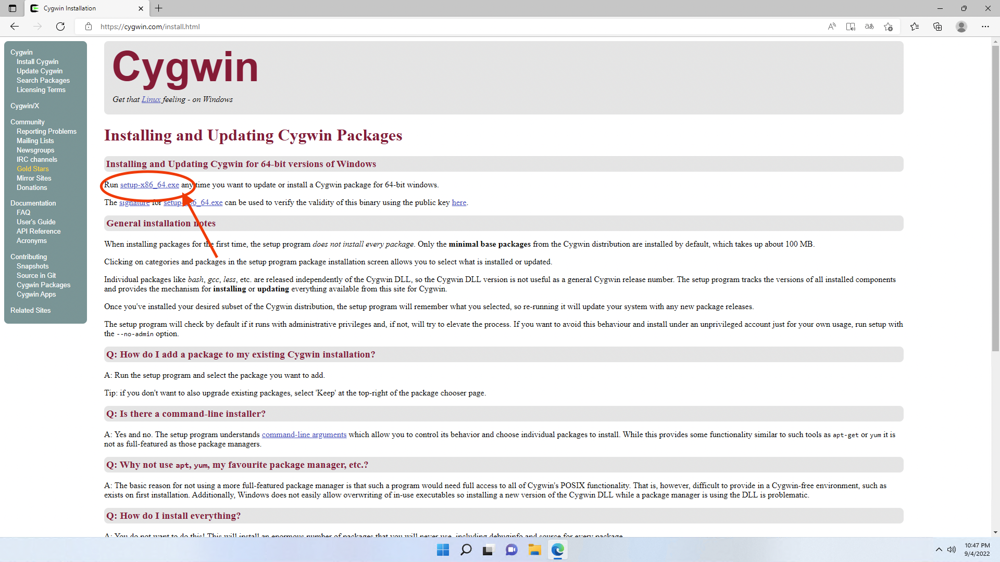 Cygwin Installation
https://cygwin.com/install.html
Cygwin
Install Cygwin
Update Cygwin
Search Packages
Licensing Terms
Cygwin/X
Community
Reporting Problems
Mailing Lists
Newsgroups
IRC channels
Gold Stars
Mirror Sites
Donations
Documentation
FAQ
User's Guide
API Reference
Acronyms
Contributing
Snapshots
Source in Git
Cygwin Packages
Cygwin Apps
Related Sites
Cygwin
Get that Linux feeling - on Windows
Installing and Updating Cygwin Packages
Installing and Updating Cygwin for 64-bit versions of Windows
Run setup-x86_64.exe any time you want to update or install a Cygwin package for 64-bit windows.
The signature for setup-x86_64.exe can be used to verify the validity of this binary using the public key here.
General installation notes
When installing packages for the first time, the setup program does not install every package. Only the minimal base packages from the Cygwin distribution are installed by default, which takes up about 100 MB.
Clicking on categories and packages in the setup program package installation screen allows you to select what is installed or updated.
Individual packages like bash, gcc, less, etc. are released independently of the Cygwin DLL, so the Cygwin DLL version is not useful as a general Cygwin release number. The setup program tracks the versions of all installed components
and provides the mechanism for installing or updating everything available from this site for Cygwin.
Once you've installed your desired subset of the Cygwin distribution, the setup program will remember what you selected, so re-running it will update your system with any new package releases.
The setup program will check by default if it runs with administrative privileges and, if not, will try to elevate the process. If you want to avoid this behaviour and install under an unprivileged account just for your own usage, run setup with
the --no-admin option.
Q: How do I add a package to my existing Cygwin installation?
A: Run the setup program and select the package you want to add.
Tip: if you don't want to also upgrade existing packages, select 'Keep' at the top-right of the package chooser page.
Q: Is there a command-line installer?
A: Yes and no. The setup program understands command-line arguments which allow you to control its behavior and choose individual packages to install. While this provides some functionality similar to such tools as apt-get or yum it is
not as full-featured as those package managers.
Q: Why not use apt, yum, my favourite package manager, etc.?
A: The basic reason for not using a more full-featured package manager is that such a program would need full access to all of Cygwin's POSIX functionality. That is, however, difficult to provide in a Cygwin-free environment, such as
exists on first installation. Additionally, Windows does not easily allow overwriting of in-use executables so installing a new version of the Cygwin DLL while a package manager is using the DLL is problematic.
Q: How do I install everything?
A: You do not want to do this! This will install an enormous number of packages that you will never use, including debuginfo and source for every package.
10:47 PM
9/4/2022